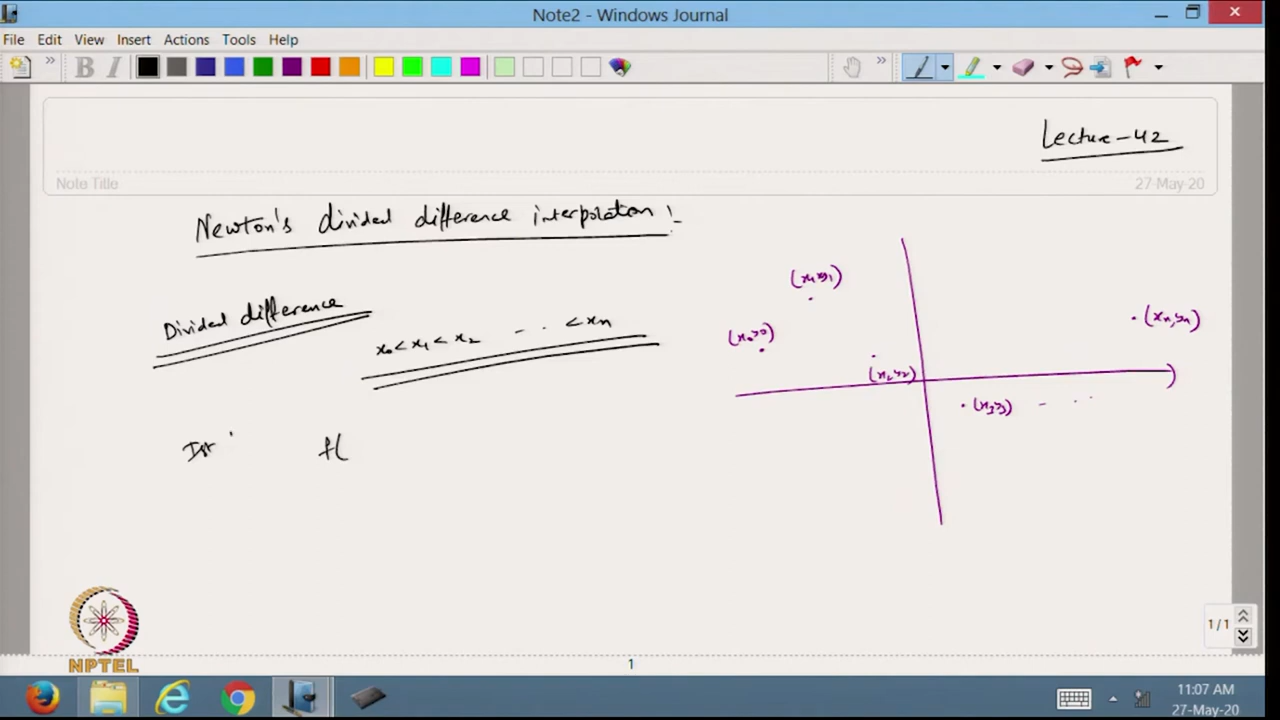 Note2 - Windows Journal
File Edit View Insert Actions Tools Help
B I
Lecture-42
Note Title
27-May-20
Newton's divided difference interpolation :-
Divided difference
x0 < x1 < x2 - . . < xn
(x1, y1)
(x0, y0)
(x2, y2)
(x3, y3) - . .
(xn, yn)
Ist f(
1/1
NPTEL
1
11:07 AM
27-May-20